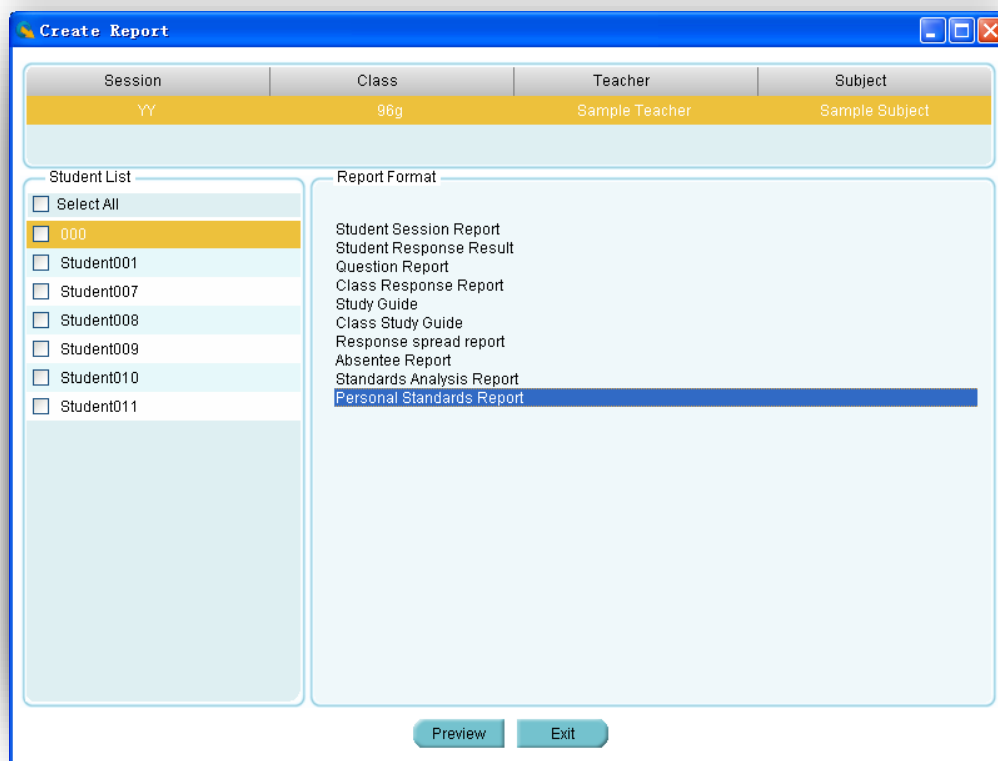 Create Report
Session Class Teacher Subject
YY 96g Sample Teacher Sample Subject
Student List
Select All
000
Student001
Student007
Student008
Student009
Student010
Student011
Report Format
Student Session Report
Student Response Result
Question Report
Class Response Report
Study Guide
Class Study Guide
Response spread report
Absentee Report
Standards Analysis Report
Personal Standards Report
Preview Exit